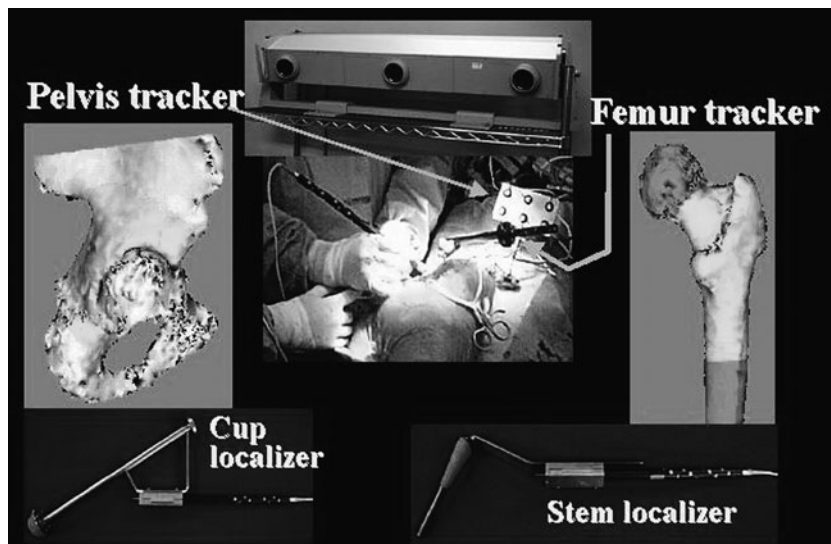 Pelvis tracker
Femur tracker
Cup
localizer
Stem localizer